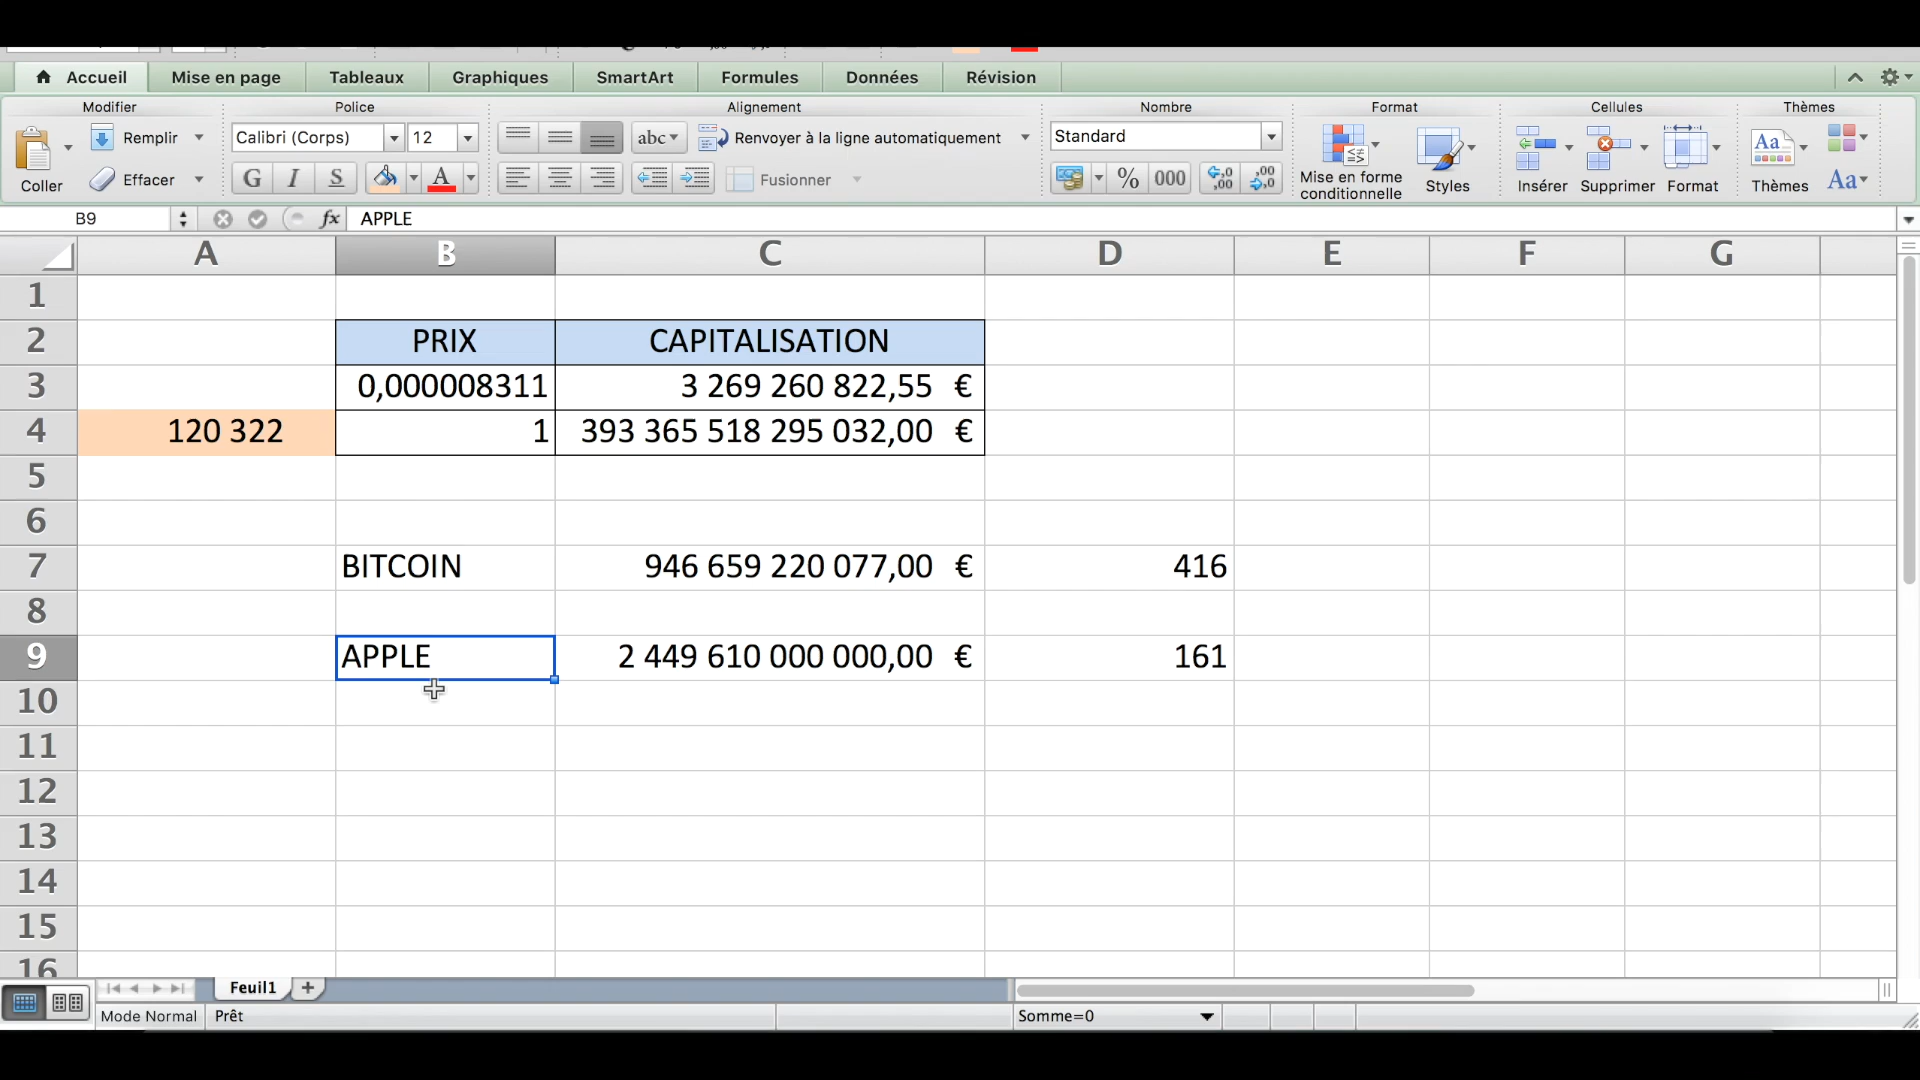 Accueil Mise en page Tableaux Graphiques SmartArt Formules Données Révision
Modifier Police Alignement Nombre Format Cellules Thèmes
Remplir Calibri (Corps) 12 abc Renvoyer à la ligne automatiquement Standard
Coller Effacer G I S A Fusionner % 000 ,0 ,00 ,00 ,0 Mise en forme conditionnelle Styles Insérer Supprimer Format Aa Thèmes Aa
B9 fx APPLE
A B C D E F G
1
2 PRIX CAPITALISATION
3 0,000008311 3 269 260 822,55 €
4 120 322 1 393 365 518 295 032,00 €
5
6
7 BITCOIN 946 659 220 077,00 € 416
8
9 APPLE 2 449 610 000 000,00 € 161
10
11
12
13
14
15
16
Feuil1
Mode Normal Prêt Somme=0